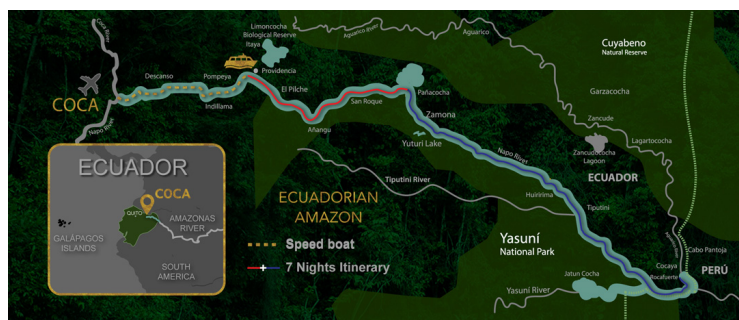 Coca River
COCA
Napo River
Descanso
Pompeya
Indillama
Limoncocha
Biological Reserve
Itaya
Providencia
El Pilche
Añangu
San Roque
Pañacocha
Zamona
Yuturi Lake
Aguarico River
Aguarico
Cuyabeno
Natural Reserve
Garzacocha
Zancude
Lagartococha
Zancudococha
Lagoon
ECUADOR
Napo River
Tiputini River
Huiririma
Tiputini
Yasuní
National Park
Jatun Cocha
Yasuní River
Cocaya
Rocafuerte
Cabo Pantoja
PERÚ
ECUADOR
COCA
QUITO
AMAZONAS
RIVER
GALÁPAGOS
ISLANDS
SOUTH
AMERICA
ECUADORIAN
AMAZON
Speed boat
7 Nights Itinerary